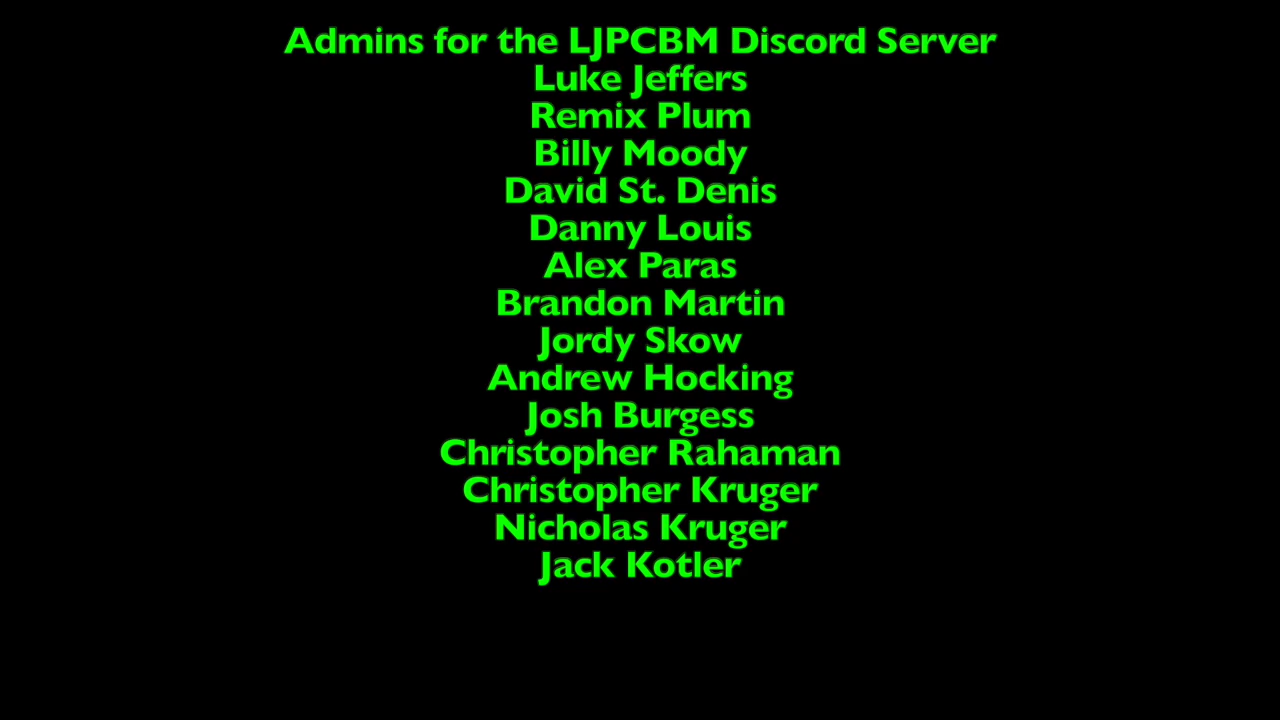 Admins for the LJPCBM Discord Server
Luke Jeffers
Remix Plum
Billy Moody
David St. Denis
Danny Louis
Alex Paras
Brandon Martin
Jordy Skow
Andrew Hocking
Josh Burgess
Christopher Rahaman
Christopher Kruger
Nicholas Kruger
Jack Kotler